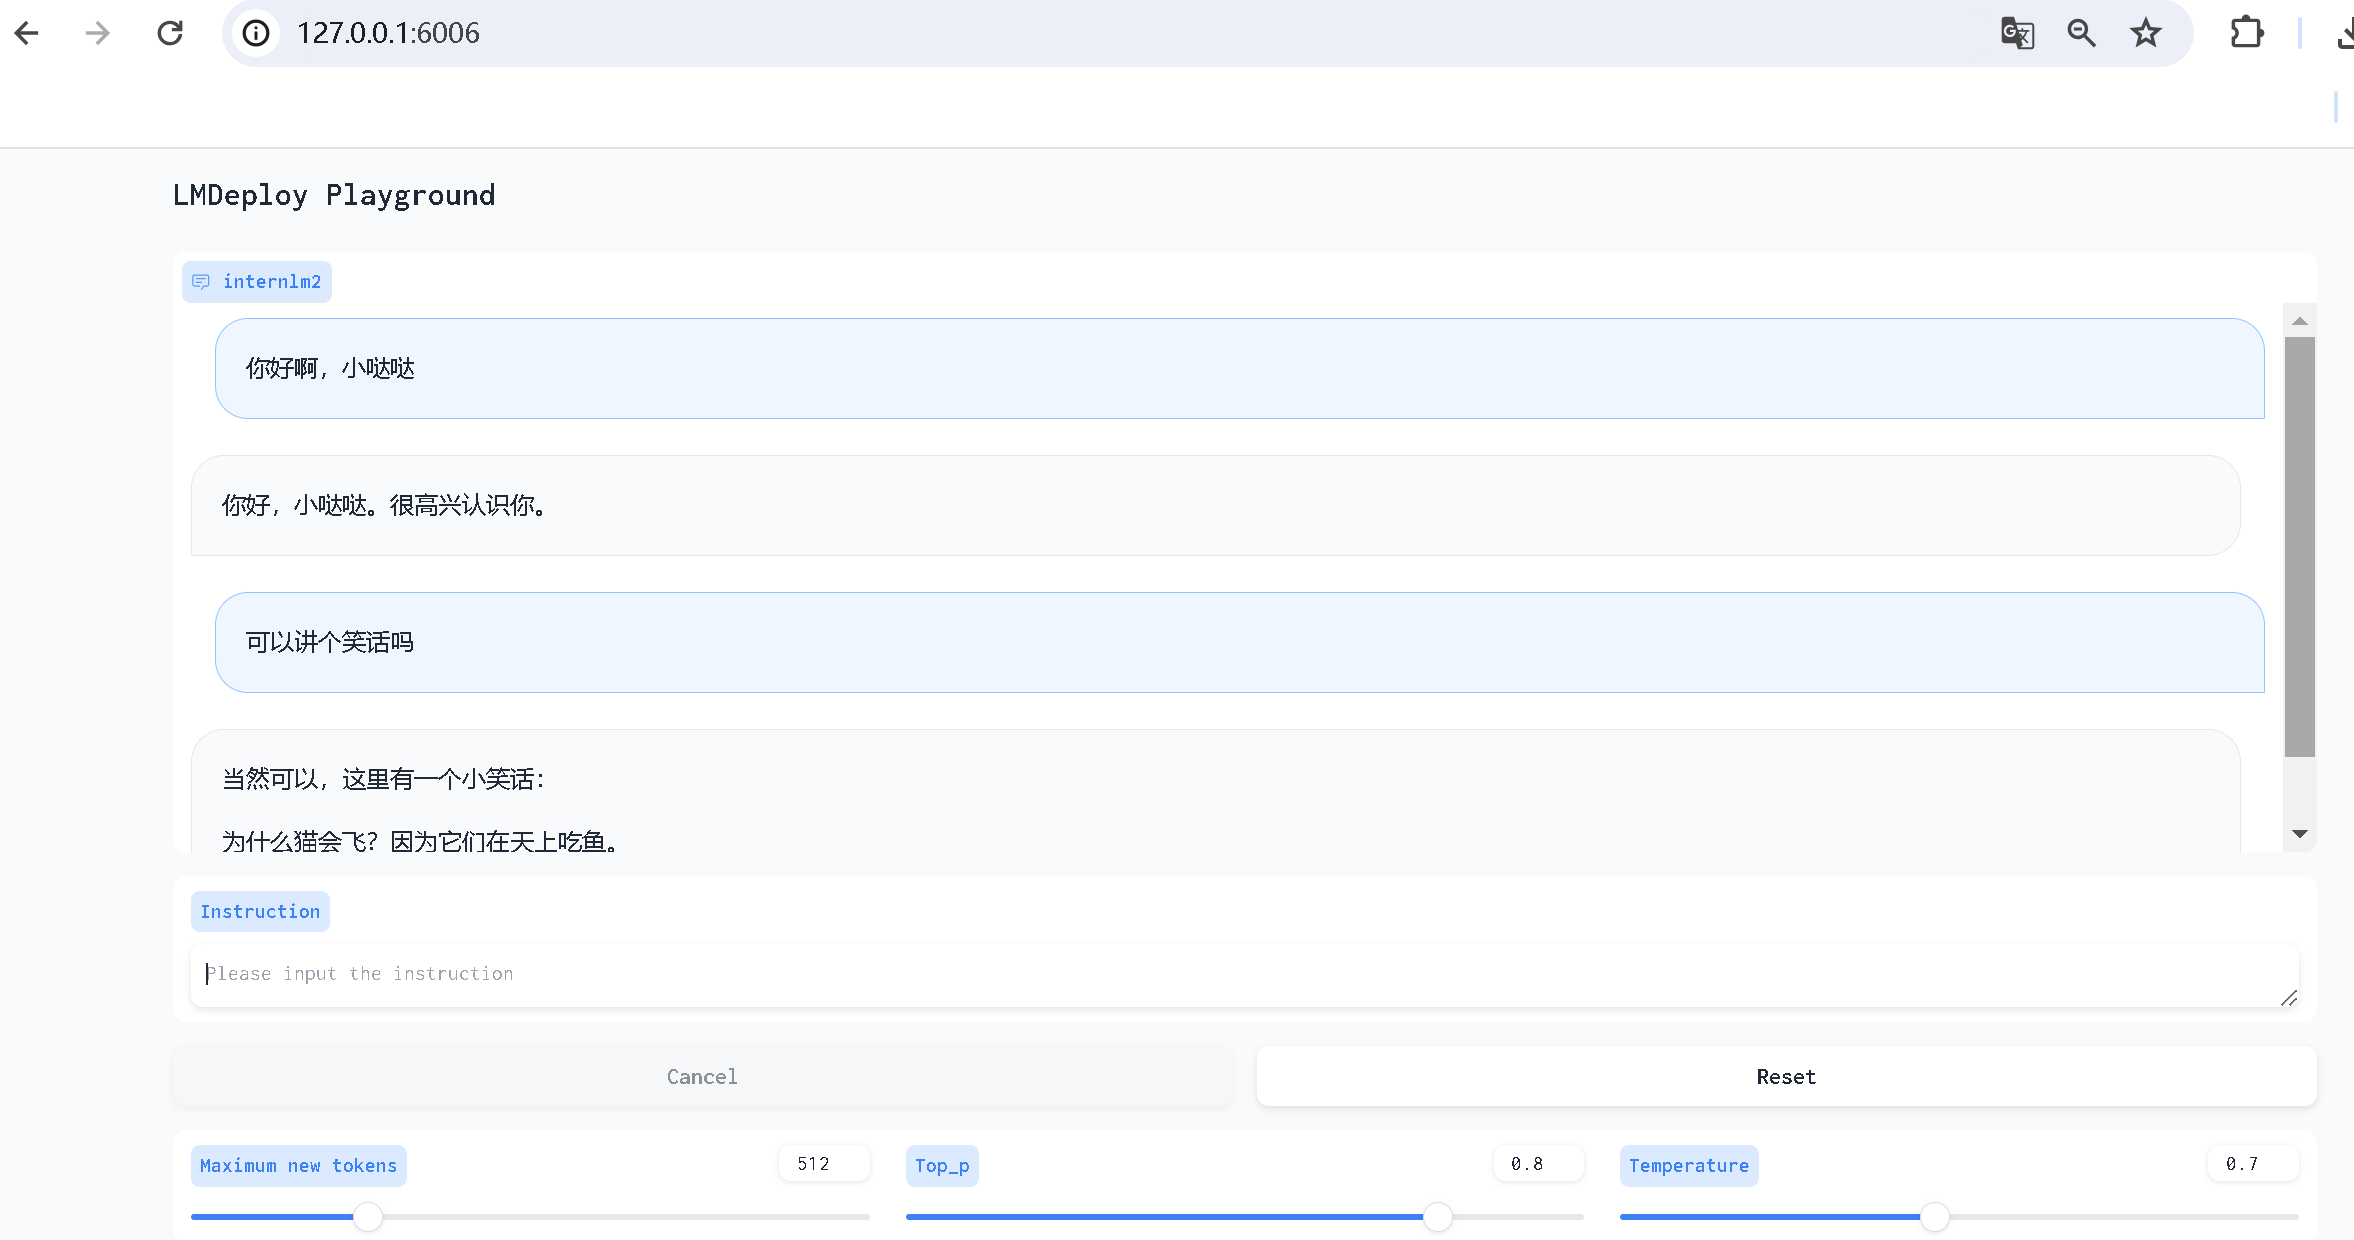 127.0.0.1:6006
LMDeploy Playground
internlm2
你好啊，小哒哒
你好，小哒哒。很高兴认识你。
可以讲个笑话吗
当然可以，这里有一个小笑话：
为什么猫会飞？因为它们在天上吃鱼。
Instruction
Please input the instruction
Cancel
Reset
Maximum new tokens
512
Top_p
0.8
Temperature
0.7